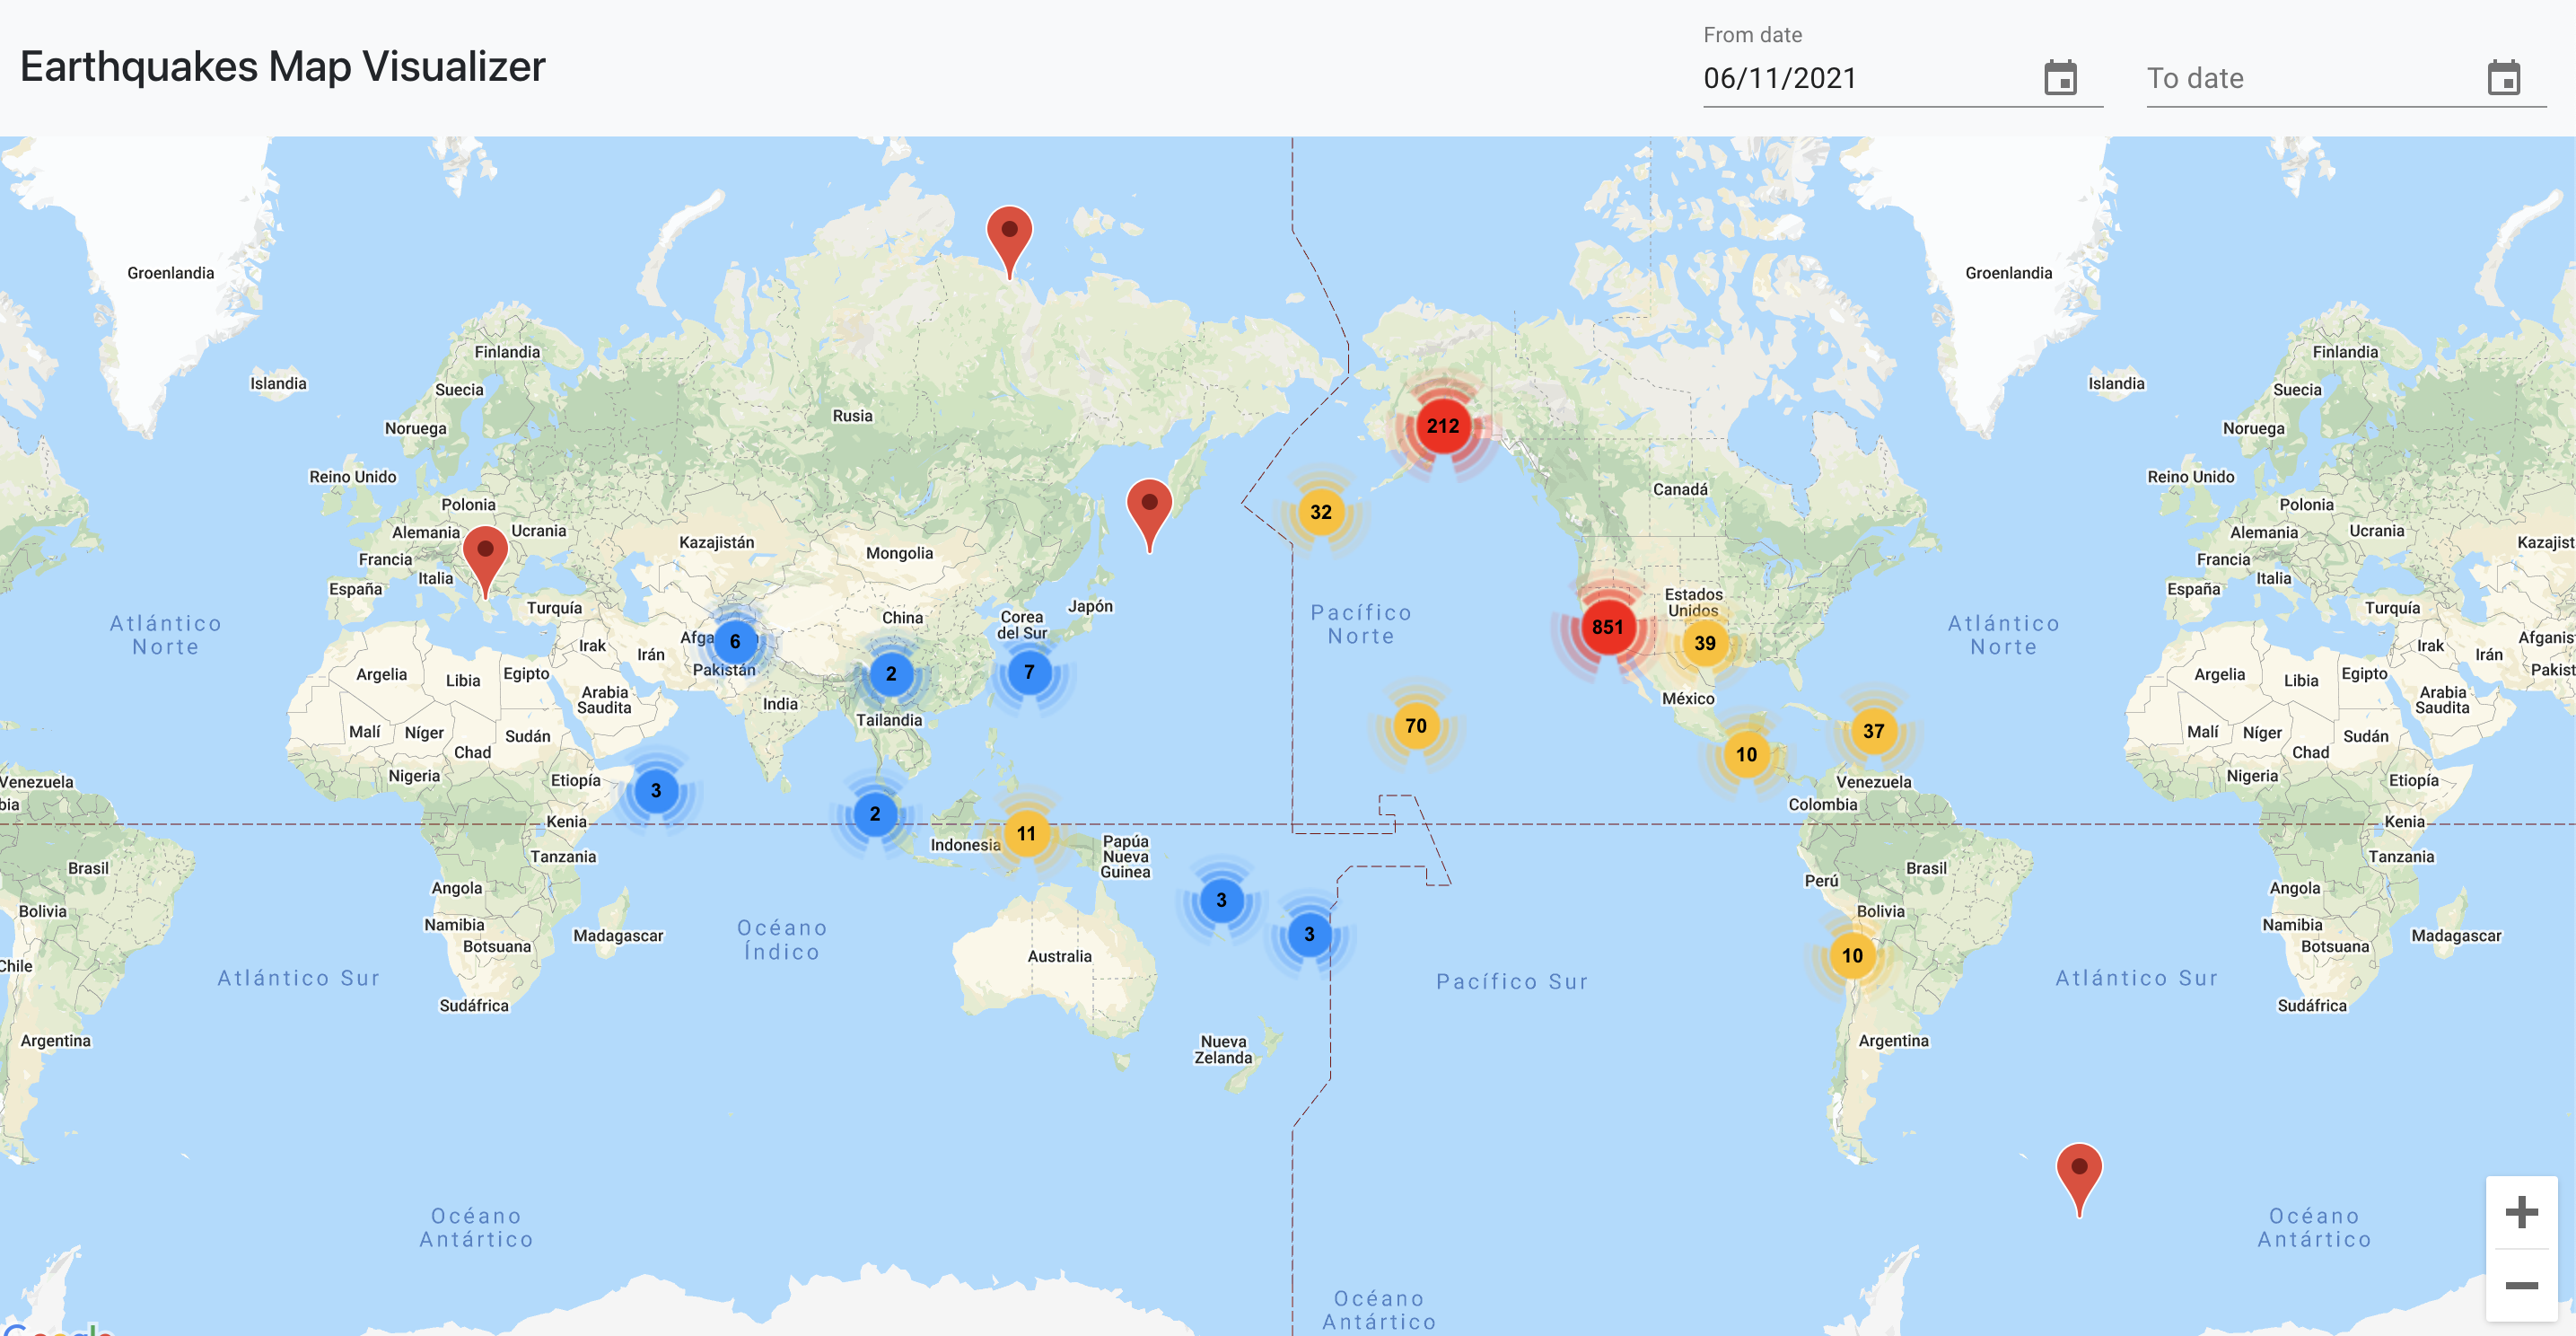 From date
Earthquakes Map Visualizer
06/11/2021
To date
Groenlandia
Groenlandia
Finlandia
Finlandia
Islandia
Islandia
Suecia
Suecia
Rusia
Noruega
Noruega
212
Reino Unido
Reino Unido
Canadá
Polonia
Polonia
32
Alemania
Ucrania
Alemania
Ucrania
Kazajistán
Kazajist
Mongolia
Francia
Francia
Italia
Italia
España
España
Turquía
Japón
Turquía
Estados
Unidos
Pacífico
Norte
Atlántico
Norte
Atlántico
Norte
China
Corea
del Sur
851
Afga
6
39
Afganis
Irak
Irán
Irak
Irán
Pakistán
Pakist
2
7
Argelia
Libia
Egipto
Argelia
Libia
Egipto
Arabia
Saudita
Arabia
Saudita
México
India
Tailandia
70
37
Malí
Níger
Sudán
Malí
Níger
Sudán
Chad
Chad
10
Nigeria
Etiopía
Nigeria
Etiopía
Venezuela
Venezuela
3
bia
Colombia
2
Kenia
Kenia
11
Indonesia
Papúa
Nueva
Guinea
Tanzania
Tanzania
Brasil
Brasil
Perú
Angola
Angola
3
Bolivia
Bolivia
Namibia
Namibia
Océano
Índico
3
Madagascar
Madagascar
Botsuana
Botsuana
Australia
10
Chile
Atlántico Sur
Pacífico Sur
Atlántico Sur
Sudáfrica
Sudáfrica
Argentina
Nueva
Zelanda
Argentina
Océano
Antártico
Océano
Antártico
Océano
Antártico
Google